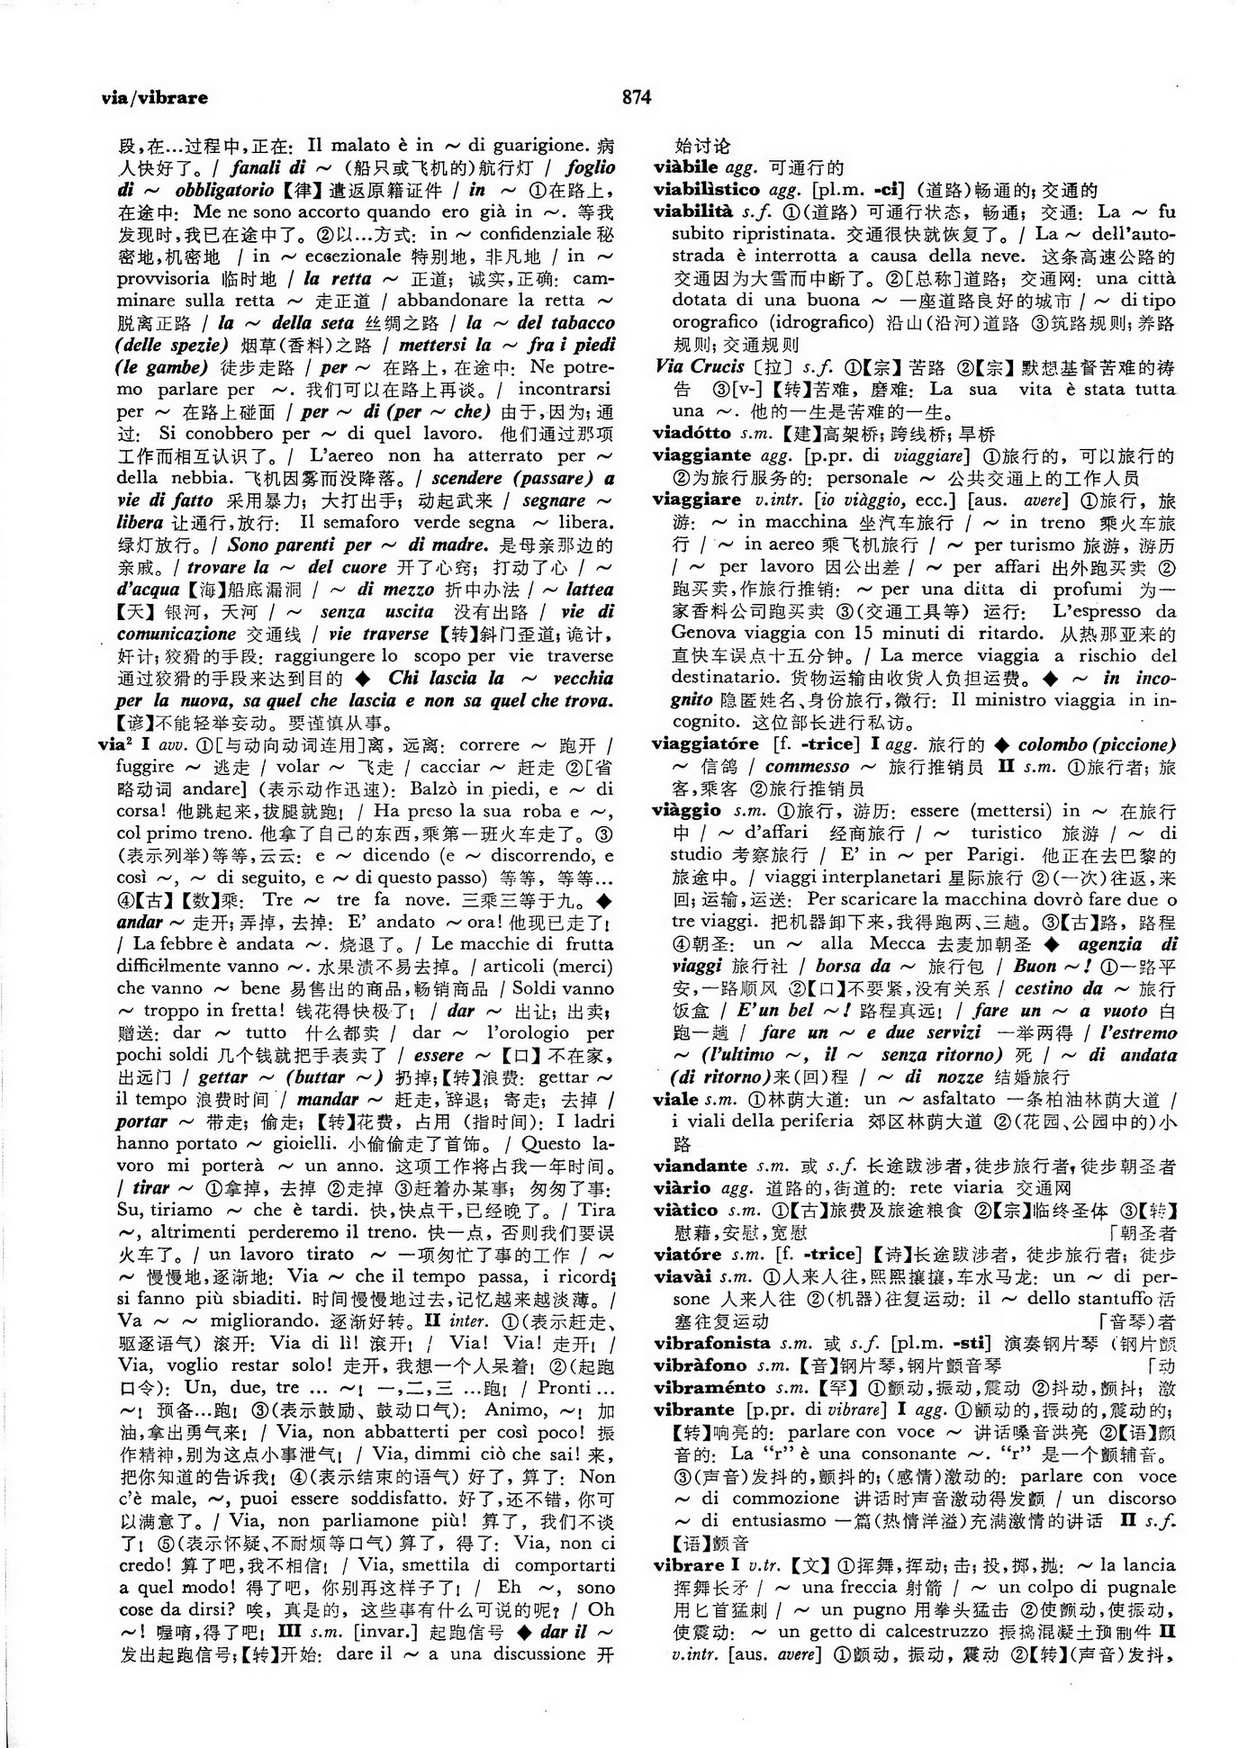 via/vibrare
874
段,在…过程中,正在: Il malato è in ～ di guarigione. 病
人快好了。/ fanali di ～ (船只或飞机的)航行灯 / foglio
di ～ obbligatorio【律】遣返原籍证件 / in ～ ①在路上,
在途中: Me ne sono accorto quando ero già in ～. 等我
发现时,我已在途中了。②以…方式: in ～ confidenziale 秘
密地,机密地 / in ～ eccezionale 特别地, 非凡地 / in ～
provvisoria 临时地 / la retta ～ 正道; 诚实,正确: cam-
minare sulla retta ～ 走正道 / abbandonare la retta ～
脱离正路 / la ～ della seta 丝绸之路 / la ～ del tabacco
(delle spezie) 烟草(香料)之路 / mettersi la ～ fra i piedi
(le gambe) 徒步走路 / per ～ 在路上, 在途中: Ne potre-
mo parlare per ～. 我们可以在路上再谈。/ incontrarsi
per ～ 在路上碰面 / per ～ di (per ～ che) 由于,因为; 通
过: Si conobbero per ～ di quel lavoro. 他们通过那项
工作而相互认识了。/ L'aereo non ha atterrato per ～
della nebbia. 飞机因雾而没降落。/ scendere (passare) a
vie di fatto 采用暴力; 大打出手; 动起武来 / segnare ～
libera 让通行,放行: Il semaforo verde segna ～ libera.
绿灯放行。/ Sono parenti per ～ di madre. 是母亲那边的
亲戚。/ trovare la ～ del cuore 开了心窍; 打动了心 / ～
d'acqua【海】船底漏洞 / ～ di mezzo 折中办法 / ～ lattea
【天】银河, 天河 / ～ senza uscita 没有出路 / vie di
comunicazione 交通线 / vie traverse【转】斜门歪道; 诡计,
奸计; 狡猾的手段: raggiungere lo scopo per vie traverse
通过狡猾的手段来达到目的 ◆ Chi lascia la ～ vecchia
per la nuova, sa quel che lascia e non sa quel che trova.
【谚】不能轻举妄动。要谨慎从事。
via² I avv. ①[与动向动词连用]离, 远离: correre ～ 跑开 /
fuggire ～ 逃走 / volar ～ 飞走 / cacciar ～ 赶走 ②[省
略动词 andare] (表示动作迅速): Balzò in piedi, e ～ di
corsa! 他跳起来,拔腿就跑! / Ha preso la sua roba e ～,
col primo treno. 他拿了自己的东西,乘第一班火车走了。③
(表示列举)等等,云云: e ～ dicendo (e ～ discorrendo, e
così ～, ～ di seguito, e ～ di questo passo) 等等, 等等…
④【古】【数】乘: Tre ～ tre fa nove. 三乘三等于九。◆
andar ～ 走开; 弄掉, 去掉: E' andato ～ ora! 他现已走了!
/ La febbre è andata ～. 烧退了。/ Le macchie di frutta
difficilmente vanno ～. 水果渍不易去掉。/ articoli (merci)
che vanno ～ bene 易售出的商品,畅销商品 / Soldi vanno
～ troppo in fretta! 钱花得快极了! / dar ～ 出让; 出卖;
赠送: dar ～ tutto 什么都卖 / dar ～ l'orologio per
pochi soldi 几个钱就把手表卖了 / essere ～【口】不在家,
出远门 / gettar ～ (buttar ～) 扔掉;【转】浪费: gettar ～
il tempo 浪费时间 / mandar ～ 赶走,辞退; 寄走; 去掉 /
portar ～ 带走; 偷走;【转】花费, 占用 (指时间): I ladri
hanno portato ～ gioielli. 小偷偷走了首饰。/ Questo la-
voro mi porterà ～ un anno. 这项工作将占我一年时间。
/ tirar ～ ①拿掉, 去掉 ②走掉 ③赶着办某事; 匆匆了事:
Su, tiriamo ～ che è tardi. 快,快点干,已经晚了。/ Tira
～, altrimenti perderemo il treno. 快一点, 否则我们要误
火车了。/ un lavoro tirato ～ 一项匆忙了事的工作 / ～
～ 慢慢地,逐渐地: Via ～ che il tempo passa, i ricordi
si fanno più sbiaditi. 时间慢慢地过去,记忆越来越淡薄。/
Va ～ ～ migliorando. 逐渐好转。II inter. ①(表示赶走、
驱逐语气) 滚开: Via di lì! 滚开! / Via! Via! 走开! /
Via, voglio restar solo! 走开, 我想一个人呆着! ②(起跑
口令): Un, due, tre … ～! 一,二,三 …跑! / Pronti …
～! 预备…跑! ③(表示鼓励、鼓动口气): Animo, ～! 加
油,拿出勇气来! / Via, non abbatterti per così poco! 振
作精神,别为这点小事泄气! / Via, dimmi ciò che sai! 来,
把你知道的告诉我! ④(表示结束的语气) 好了, 算了: Non
c'è male, ～, puoi essere soddisfatto. 好了,还不错, 你可
以满意了。/ Via, non parliamone più! 算了, 我们不谈
了! ⑤(表示怀疑、不耐烦等口气) 算了, 得了: Via, non ci
credo! 算了吧,我不相信! / Via, smettila di comportarti
a quel modo! 得了吧, 你别再这样子了! / Eh ～, sono
cose da dirsi? 唉, 真是的, 这些事有什么可说的呢? / Oh
～! 喔唷,得了吧! III s.m. [invar.] 起跑信号 ◆ dar il ～
发出起跑信号;【转】开始: dare il ～ a una discussione 开
始讨论
viàbile agg. 可通行的
viabilìstico agg. [pl.m. -ci] (道路)畅通的; 交通的
viabilità s.f. ①(道路) 可通行状态, 畅通; 交通: La ～ fu
subito ripristinata. 交通很快就恢复了。/ La ～ dell'auto-
strada è interrotta a causa della neve. 这条高速公路的
交通因为大雪而中断了。②[总称]道路; 交通网: una città
dotata di una buona ～ 一座道路良好的城市 / ～ di tipo
orografico (idrografico) 沿山(沿河)道路 ③筑路规则; 养路
规则; 交通规则
Via Crucis〔拉〕s.f. ①【宗】苦路 ②【宗】默想基督苦难的祷
告 ③[v-]【转】苦难, 磨难: La sua vita è stata tutta
una ～. 他的一生是苦难的一生。
viadótto s.m.【建】高架桥; 跨线桥; 旱桥
viaggiante agg. [p.pr. di viaggiare] ①旅行的, 可以旅行的
②为旅行服务的: personale ～ 公共交通上的工作人员
viaggiare v.intr. [io viàggio, ecc.] [aus. avere] ①旅行, 旅
游: ～ in macchina 坐汽车旅行 / ～ in treno 乘火车旅
行 / ～ in aereo 乘飞机旅行 / ～ per turismo 旅游, 游历
/ ～ per lavoro 因公出差 / ～ per affari 出外跑买卖 ②
跑买卖,作旅行推销: ～ per una ditta di profumi 为一
家香料公司跑买卖 ③(交通工具等) 运行: L'espresso da
Genova viaggia con 15 minuti di ritardo. 从热那亚来的
直快车误点十五分钟。/ La merce viaggia a rischio del
destinatario. 货物运输由收货人负担运费。◆ ～ in inco-
gnito 隐匿姓名、身份旅行,微行: Il ministro viaggia in in-
cognito. 这位部长进行私访。
viaggiatóre [f. -trice] I agg. 旅行的 ◆ colombo (piccione)
～ 信鸽 / commesso ～ 旅行推销员 II s.m. ①旅行者; 旅
客,乘客 ②旅行推销员
viàggio s.m. ①旅行, 游历: essere (mettersi) in ～ 在旅行
中 / ～ d'affari 经商旅行 / ～ turistico 旅游 / ～ di
studio 考察旅行 / E' in ～ per Parigi. 他正在去巴黎的
旅途中。/ viaggi interplanetari 星际旅行 ②(一次)往返,来
回; 运输,运送: Per scaricare la macchina dovrò fare due o
tre viaggi. 把机器卸下来,我得跑两、三趟。③【古】路, 路程
④朝圣: un ～ alla Mecca 去麦加朝圣 ◆ agenzia di
viaggi 旅行社 / borsa da ～ 旅行包 / Buon ～! ①一路平
安,一路顺风 ②【口】不要紧,没有关系 / cestino da ～ 旅行
饭盒 / E'un bel ～! 路程真远! / fare un ～ a vuoto 白
跑一趟 / fare un ～ e due servizi 一举两得 / l'estremo
～ (l'ultimo ～, il ～ senza ritorno) 死 / ～ di andata
(di ritorno)来(回)程 / ～ di nozze 结婚旅行
viale s.m. ①林荫大道: un ～ asfaltato 一条柏油林荫大道 /
i viali della periferia 郊区林荫大道 ②(花园、公园中的)小
路
viandante s.m. 或 s.f. 长途跋涉者,徒步旅行者,徒步朝圣者
viàrio agg. 道路的,街道的: rete viaria 交通网
viàtico s.m. ①【古】旅费及旅途粮食 ②【宗】临终圣体 ③【转】
慰藉,安慰,宽慰 「朝圣者
viatóre s.m. [f. -trice]【诗】长途跋涉者, 徒步旅行者; 徒步
viavài s.m. ①人来人往,熙熙攘攘,车水马龙: un ～ di per-
sone 人来人往 ②(机器)往复运动: il ～ dello stantuffo 活
塞往复运动 「音琴)者
vibrafonista s.m. 或 s.f. [pl.m. -sti] 演奏钢片琴 (钢片颤
vibràfono s.m.【音】钢片琴,钢片颤音琴 「动
vibraménto s.m.【罕】①颤动,振动,震动 ②抖动,颤抖; 激
vibrante [p.pr. di vibrare] I agg. ①颤动的,振动的,震动的;
【转】响亮的: parlare con voce ～ 讲话嗓音洪亮 ②【语】颤
音的: La “r” è una consonante ～. “r” 是一个颤辅音。
③(声音)发抖的,颤抖的; (感情)激动的: parlare con voce
～ di commozione 讲话时声音激动得发颤 / un discorso
～ di entusiasmo 一篇(热情洋溢)充满激情的讲话 II s.f.
【语】颤音
vibrare I v.tr.【文】①挥舞,挥动; 击; 投,掷,抛: ～ la lancia
挥舞长矛 / ～ una freccia 射箭 / ～ un colpo di pugnale
用匕首猛刺 / ～ un pugno 用拳头猛击 ②使颤动,使振动,
使震动: ～ un getto di calcestruzzo 振捣混凝土预制件 II
v.intr. [aus. avere] ①颤动, 振动, 震动 ②【转】(声音)发抖,